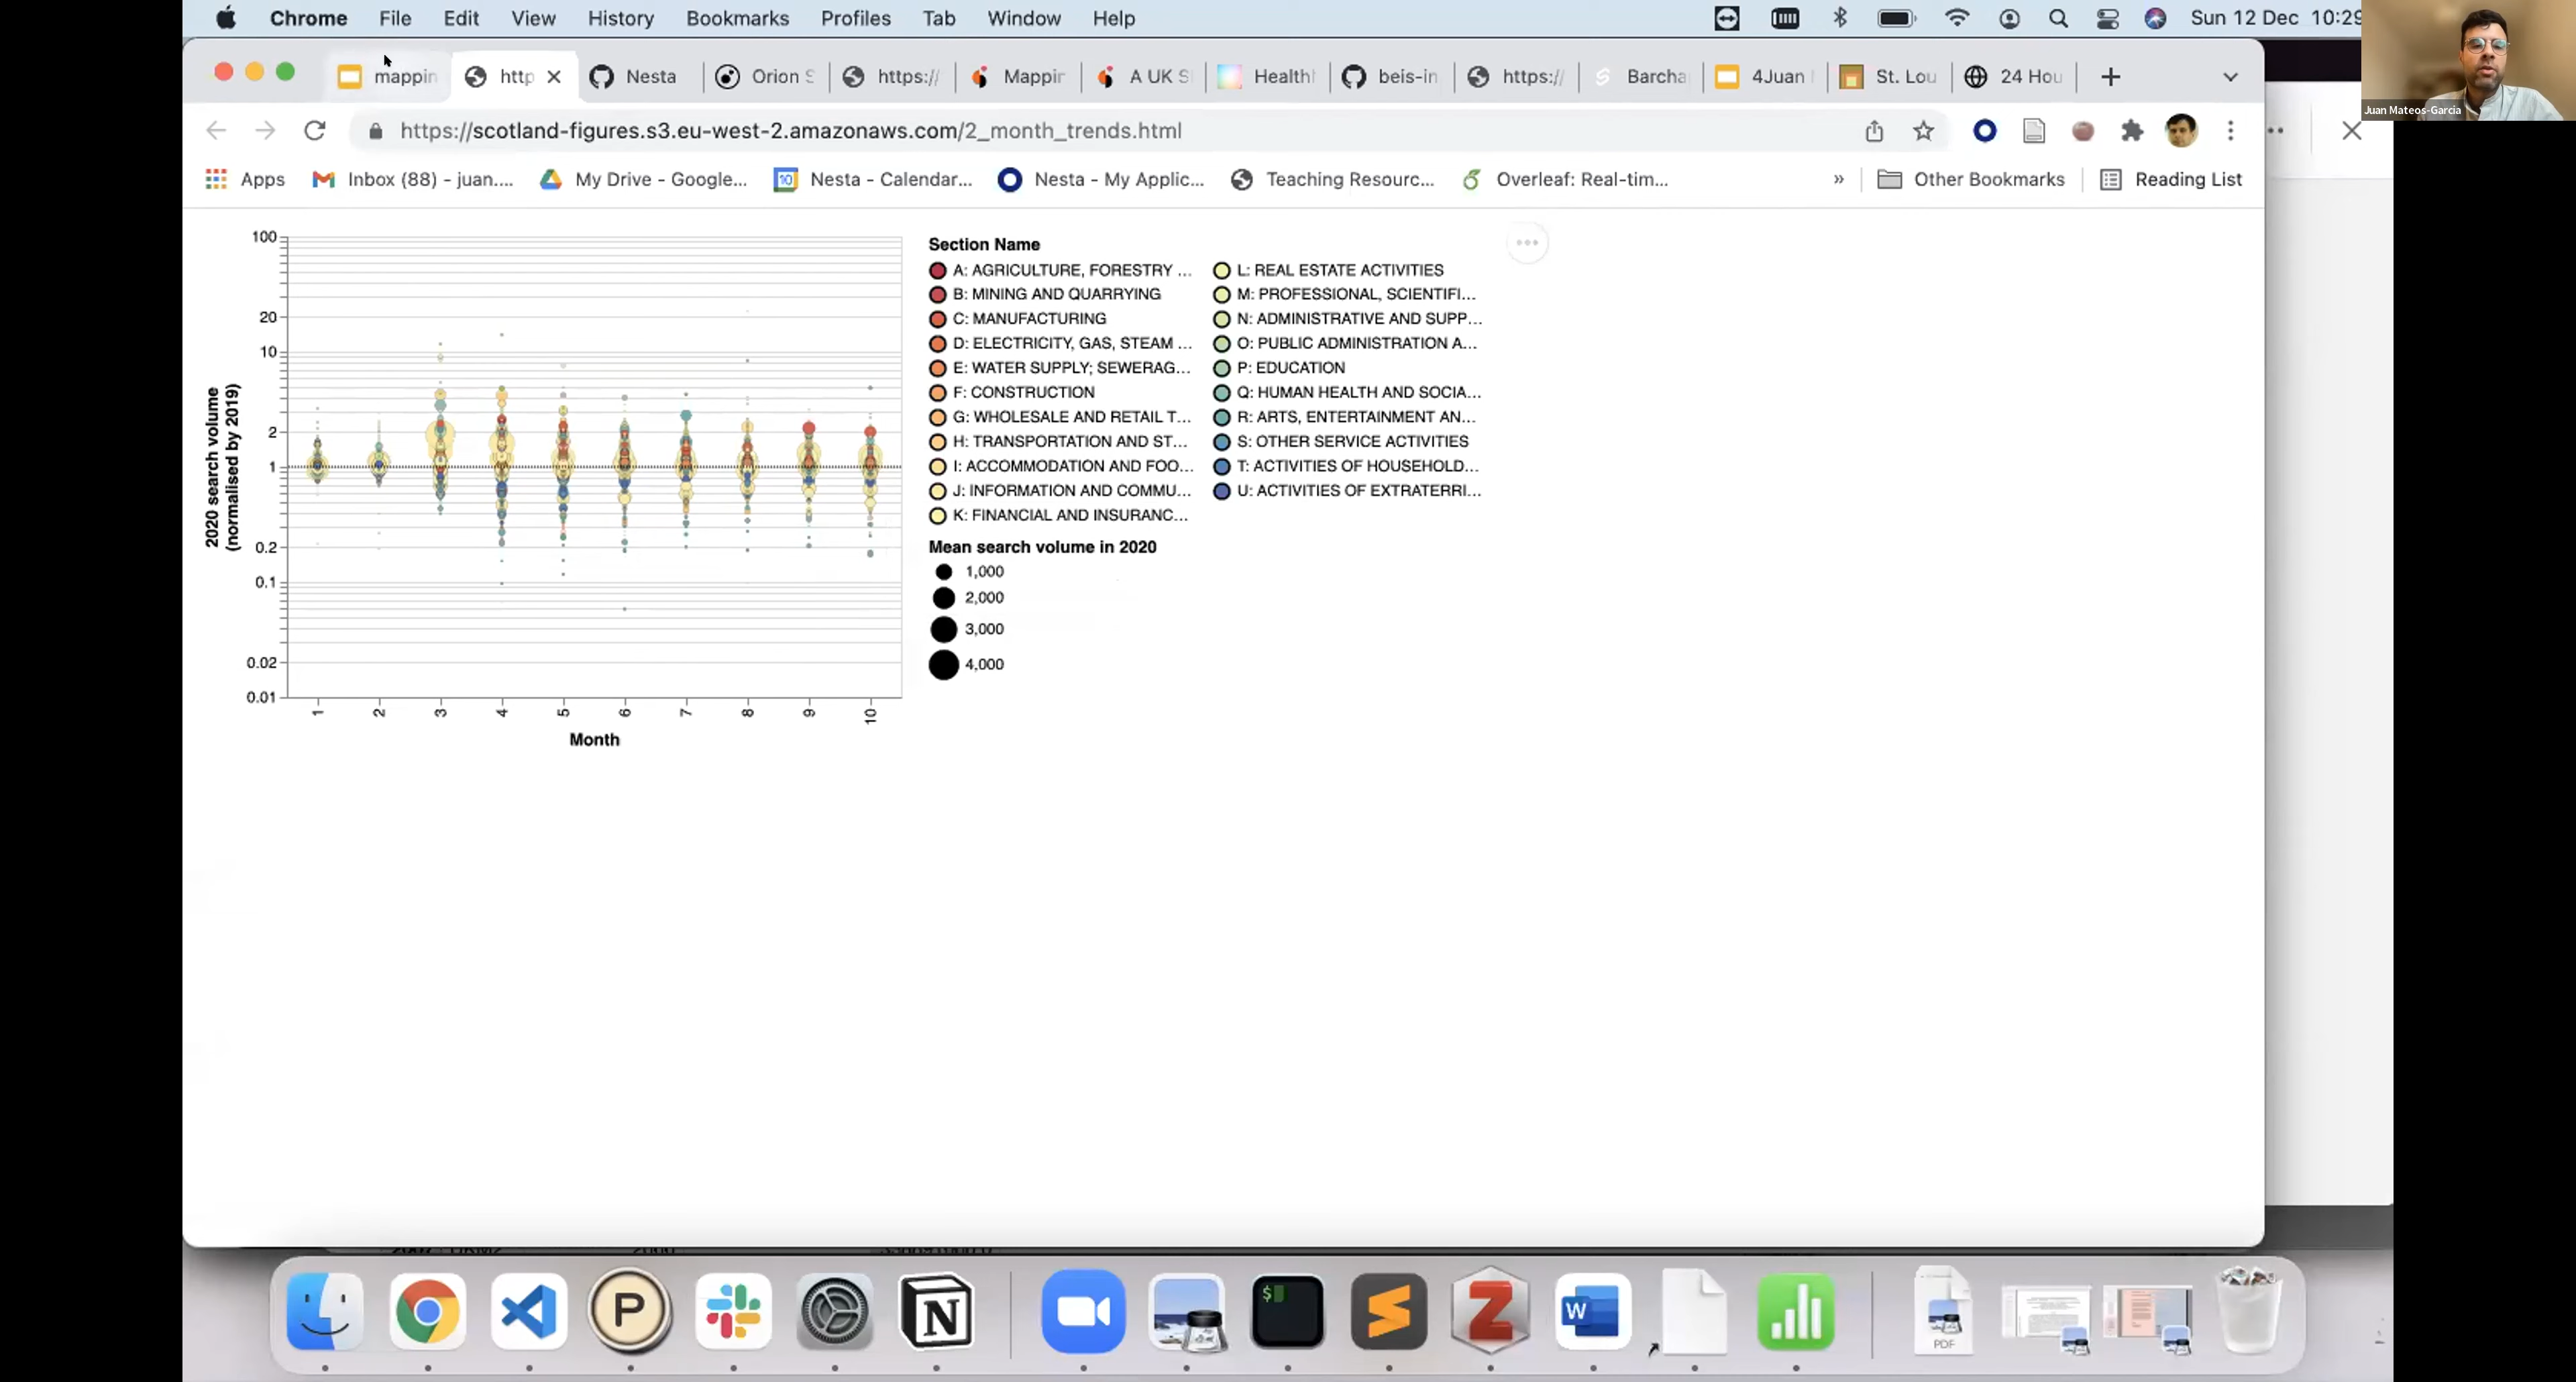 Chrome File Edit View History Bookmarks Profiles Tab Window Help
Sun 12 Dec 10:29
Juan Mateos-Garcia
mappin http Nesta Orion S https:// Mappin A UK S Health beis-in https:// Barcha 4Juan St. Lou 24 Hou
https://scotland-figures.s3.eu-west-2.amazonaws.com/2_month_trends.html
Apps Inbox (88) - juan.... My Drive - Google... Nesta - Calendar... Nesta - My Applic... Teaching Resourc... Overleaf: Real-tim... » Other Bookmarks Reading List
100
20
10
2
1
0.2
0.1
0.02
0.01
2020 search volume
(normalised by 2019)
1 2 3 4 5 6 7 8 9 10
Month
Section Name
A: AGRICULTURE, FORESTRY ...
B: MINING AND QUARRYING
C: MANUFACTURING
D: ELECTRICITY, GAS, STEAM ...
E: WATER SUPPLY; SEWERAG...
F: CONSTRUCTION
G: WHOLESALE AND RETAIL T...
H: TRANSPORTATION AND ST...
I: ACCOMMODATION AND FOO...
J: INFORMATION AND COMMU...
K: FINANCIAL AND INSURANC...
L: REAL ESTATE ACTIVITIES
M: PROFESSIONAL, SCIENTIFI...
N: ADMINISTRATIVE AND SUPP...
O: PUBLIC ADMINISTRATION A...
P: EDUCATION
Q: HUMAN HEALTH AND SOCIA...
R: ARTS, ENTERTAINMENT AN...
S: OTHER SERVICE ACTIVITIES
T: ACTIVITIES OF HOUSEHOLD...
U: ACTIVITIES OF EXTRATERRI...
Mean search volume in 2020
1,000
2,000
3,000
4,000
P
N
$
S
Z
W
PDF